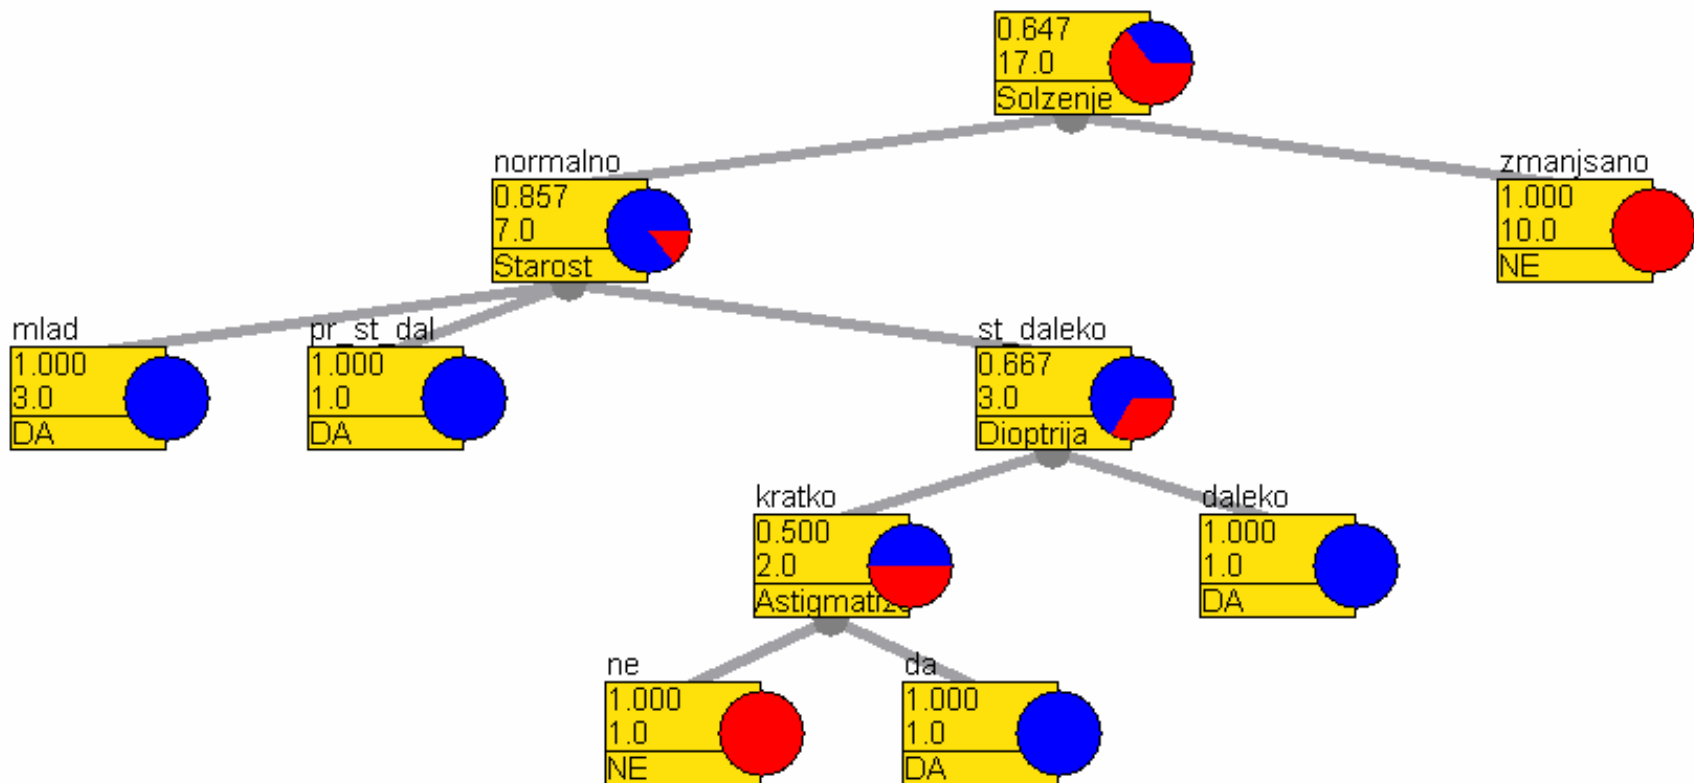 0.647
17.0
Solzenje
normalno
0.857
7.0
Starost
zmanjsano
1.000
10.0
NE
mlad
1.000
3.0
DA
pr_st_dal
1.000
1.0
DA
st_daleko
0.667
3.0
Dioptrija
kratko
0.500
2.0
Astigmatiz
daleko
1.000
1.0
DA
ne
1.000
1.0
NE
da
1.000
1.0
DA